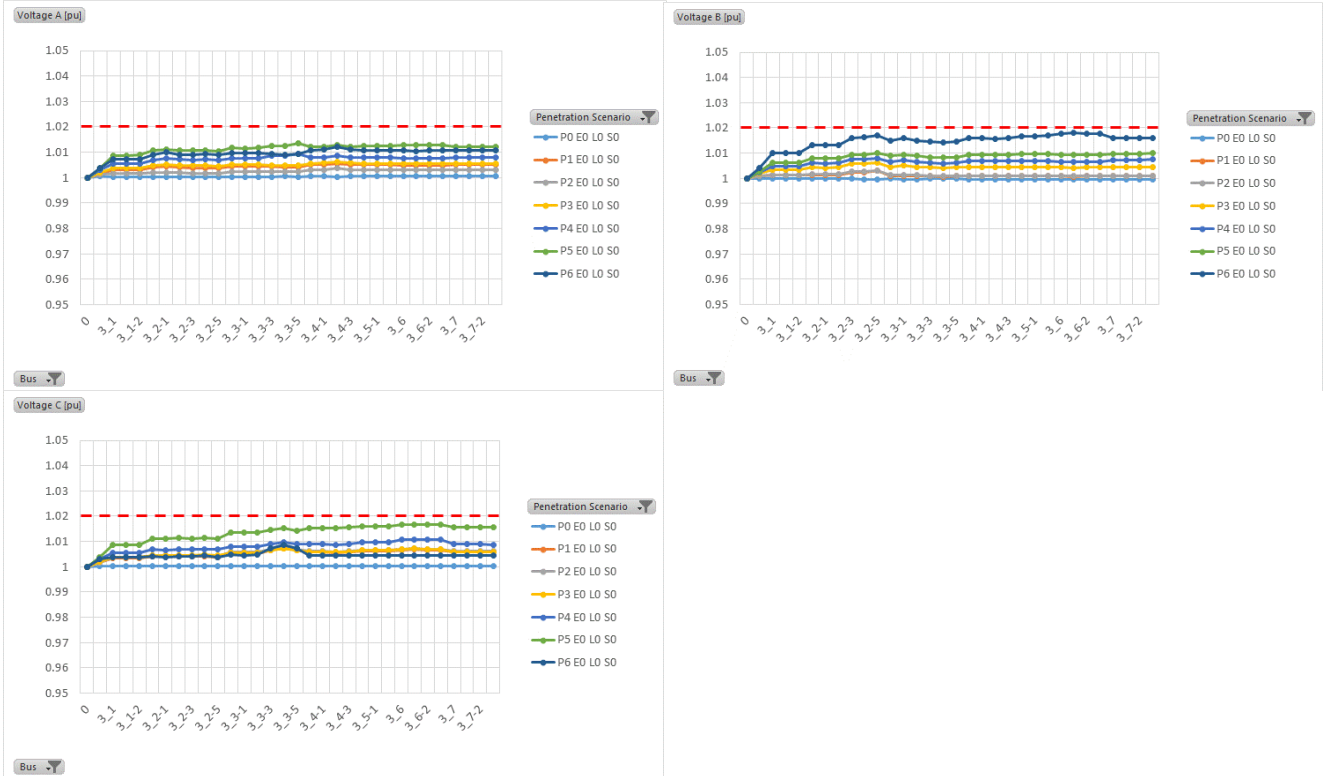 Voltage A [pu]
1.05
1.04
1.03
1.02
1.01
1
0.99
0.98
0.97
0.96
0.95
0
3_1
3_1-2
3_2-1
3_2-3
3_2-5
3_3-1
3_3-3
3_3-5
3_4-1
3_4-3
3_5-1
3_6
3_6-2
3_7
3_7-2
Penetration Scenario
P0 E0 L0 S0
P1 E0 L0 S0
P2 E0 L0 S0
P3 E0 L0 S0
P4 E0 L0 S0
P5 E0 L0 S0
P6 E0 L0 S0
Bus
Voltage B [pu]
1.05
1.04
1.03
1.02
1.01
1
0.99
0.98
0.97
0.96
0.95
0
3_1
3_1-2
3_2-1
3_2-3
3_2-5
3_3-1
3_3-3
3_3-5
3_4-1
3_4-3
3_5-1
3_6
3_6-2
3_7
3_7-2
Penetration Scenario
P0 E0 L0 S0
P1 E0 L0 S0
P2 E0 L0 S0
P3 E0 L0 S0
P4 E0 L0 S0
P5 E0 L0 S0
P6 E0 L0 S0
Bus
Voltage C [pu]
1.05
1.04
1.03
1.02
1.01
1
0.99
0.98
0.97
0.96
0.95
0
3_1
3_1-2
3_2-1
3_2-3
3_2-5
3_3-1
3_3-3
3_3-5
3_4-1
3_4-3
3_5-1
3_6
3_6-2
3_7
3_7-2
Penetration Scenario
P0 E0 L0 S0
P1 E0 L0 S0
P2 E0 L0 S0
P3 E0 L0 S0
P4 E0 L0 S0
P5 E0 L0 S0
P6 E0 L0 S0
Bus